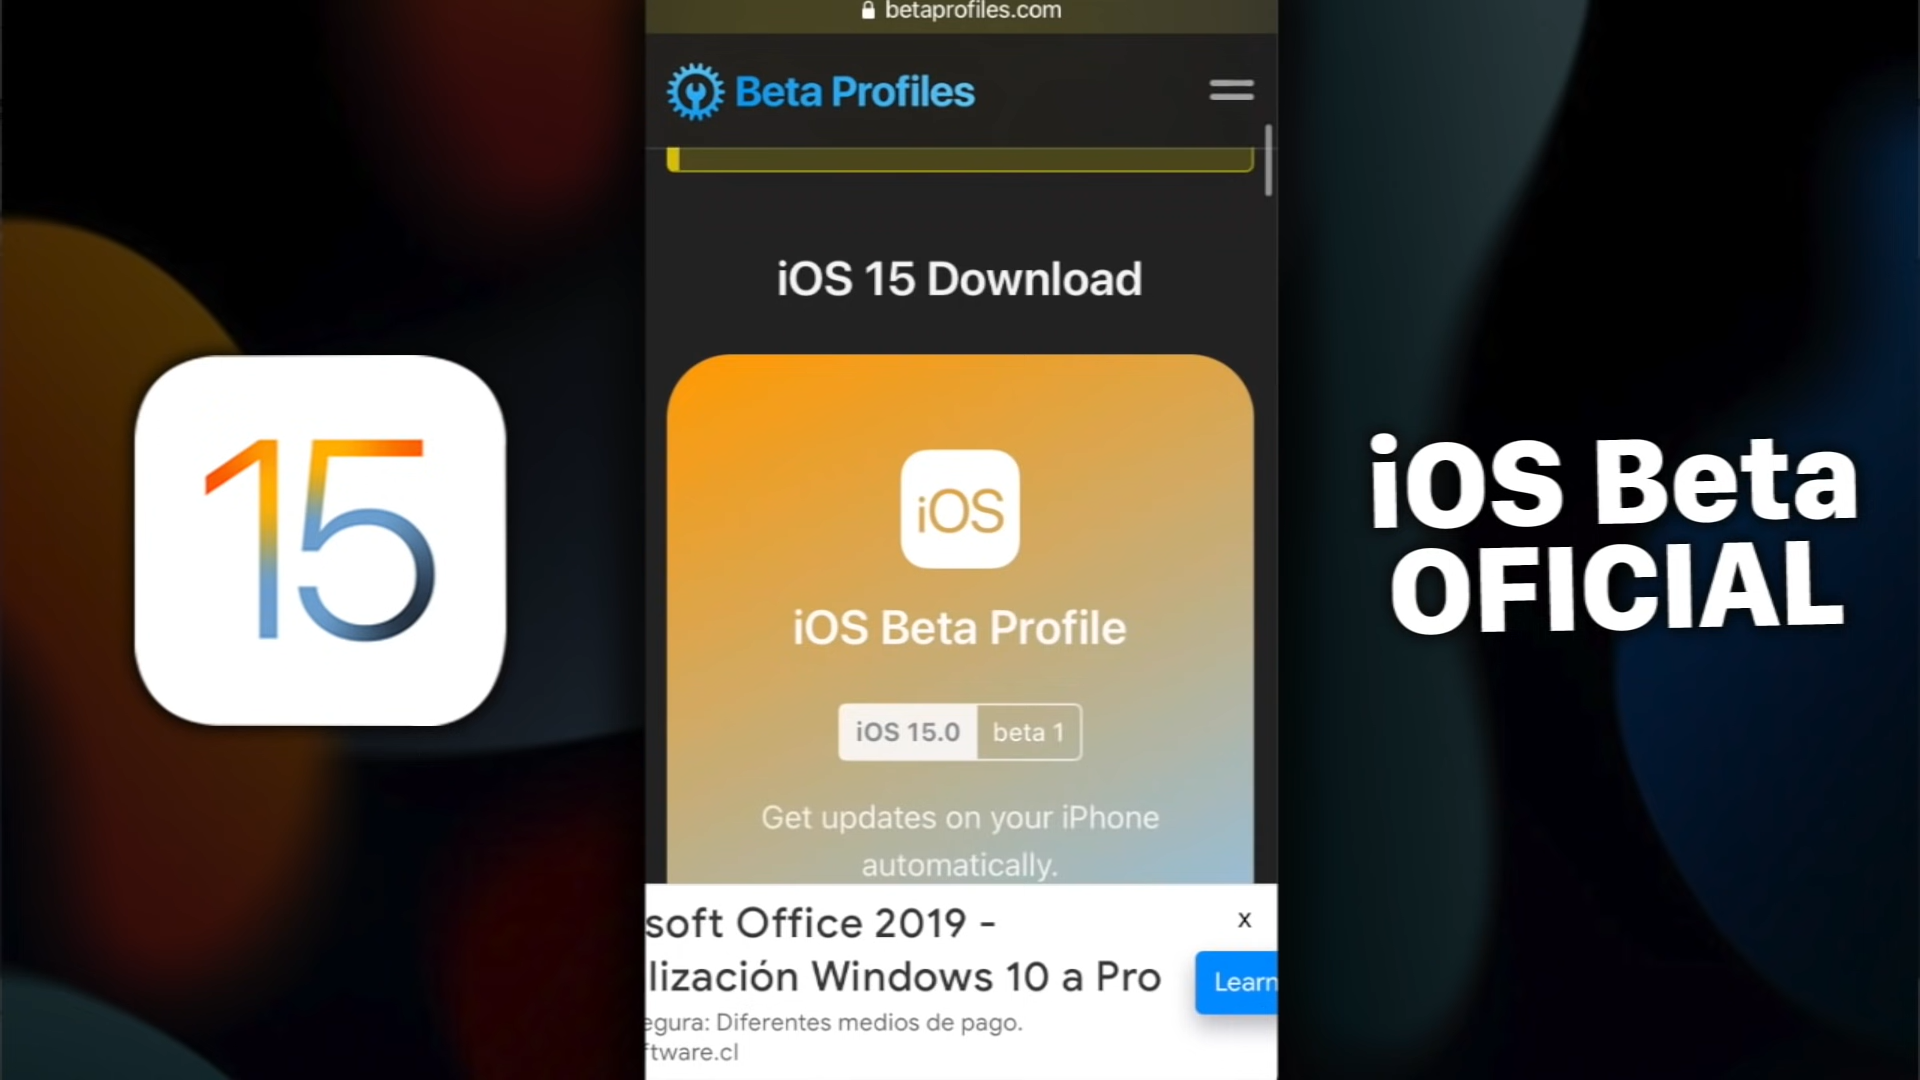 betaprofiles.com
Beta Profiles
iOS 15 Download
15
iOS
iOS Beta Profile
iOS 15.0 beta 1
Get updates on your iPhone
automatically.
iOS Beta
OFICIAL
soft Office 2019 -
lización Windows 10 a Pro
x
Learn
egura: Diferentes medios de pago.
ftware.cl